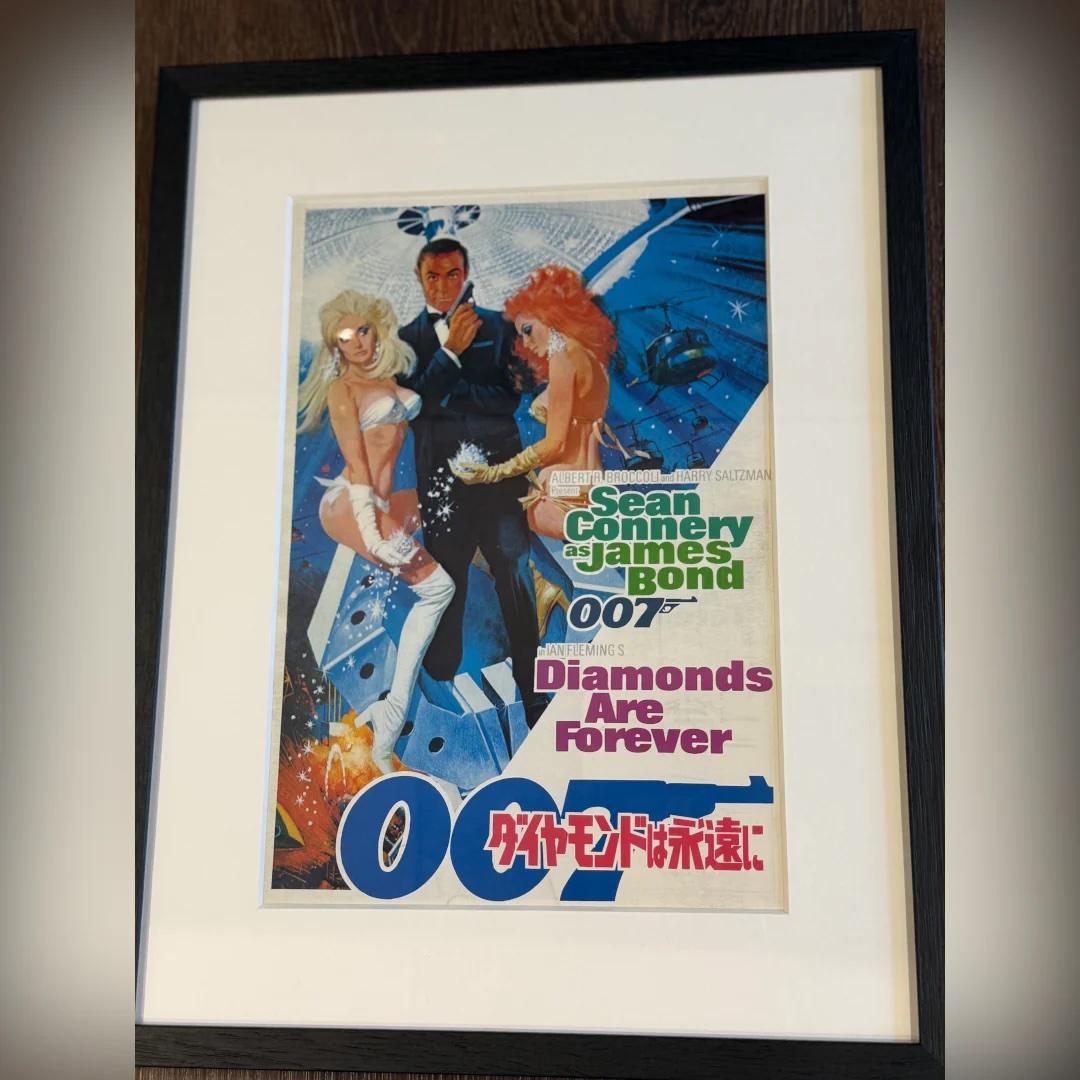 ALBERT R. BROCCOLI and HARRY SALTZMAN
Present
Sean
Connery
as James
Bond
007
in IAN FLEMING'S
Diamonds
Are
Forever
007
ダイヤモンドは永遠に